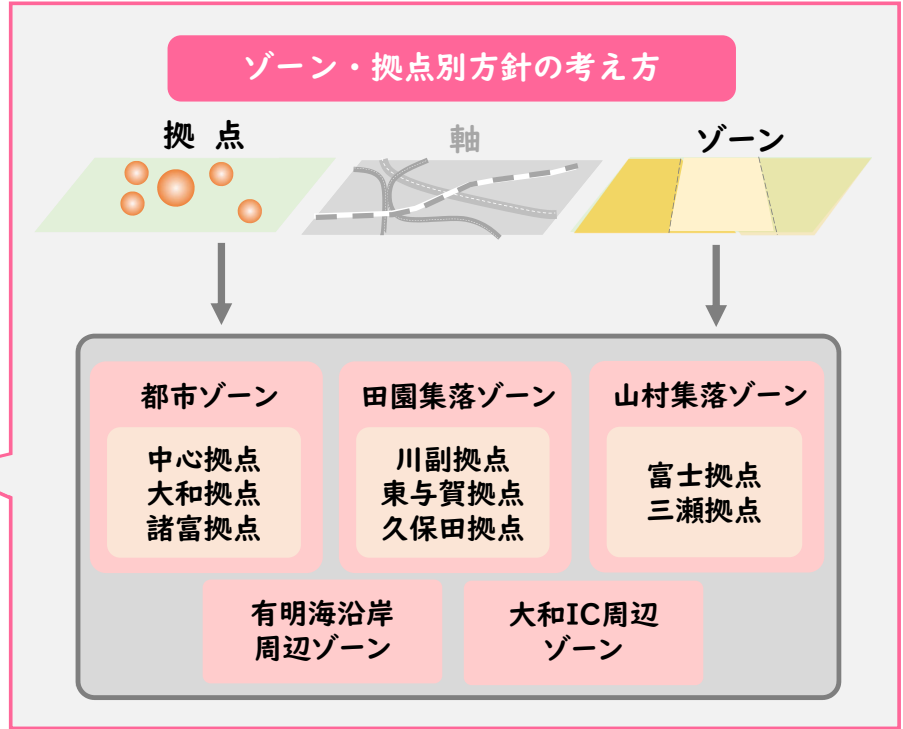 ゾーン・拠点別方針の考え方
拠 点
軸
ゾーン
都市ゾーン
中心拠点
大和拠点
諸富拠点
田園集落ゾーン
川副拠点
東与賀拠点
久保田拠点
山村集落ゾーン
富士拠点
三瀬拠点
有明海沿岸
周辺ゾーン
大和IC周辺
ゾーン